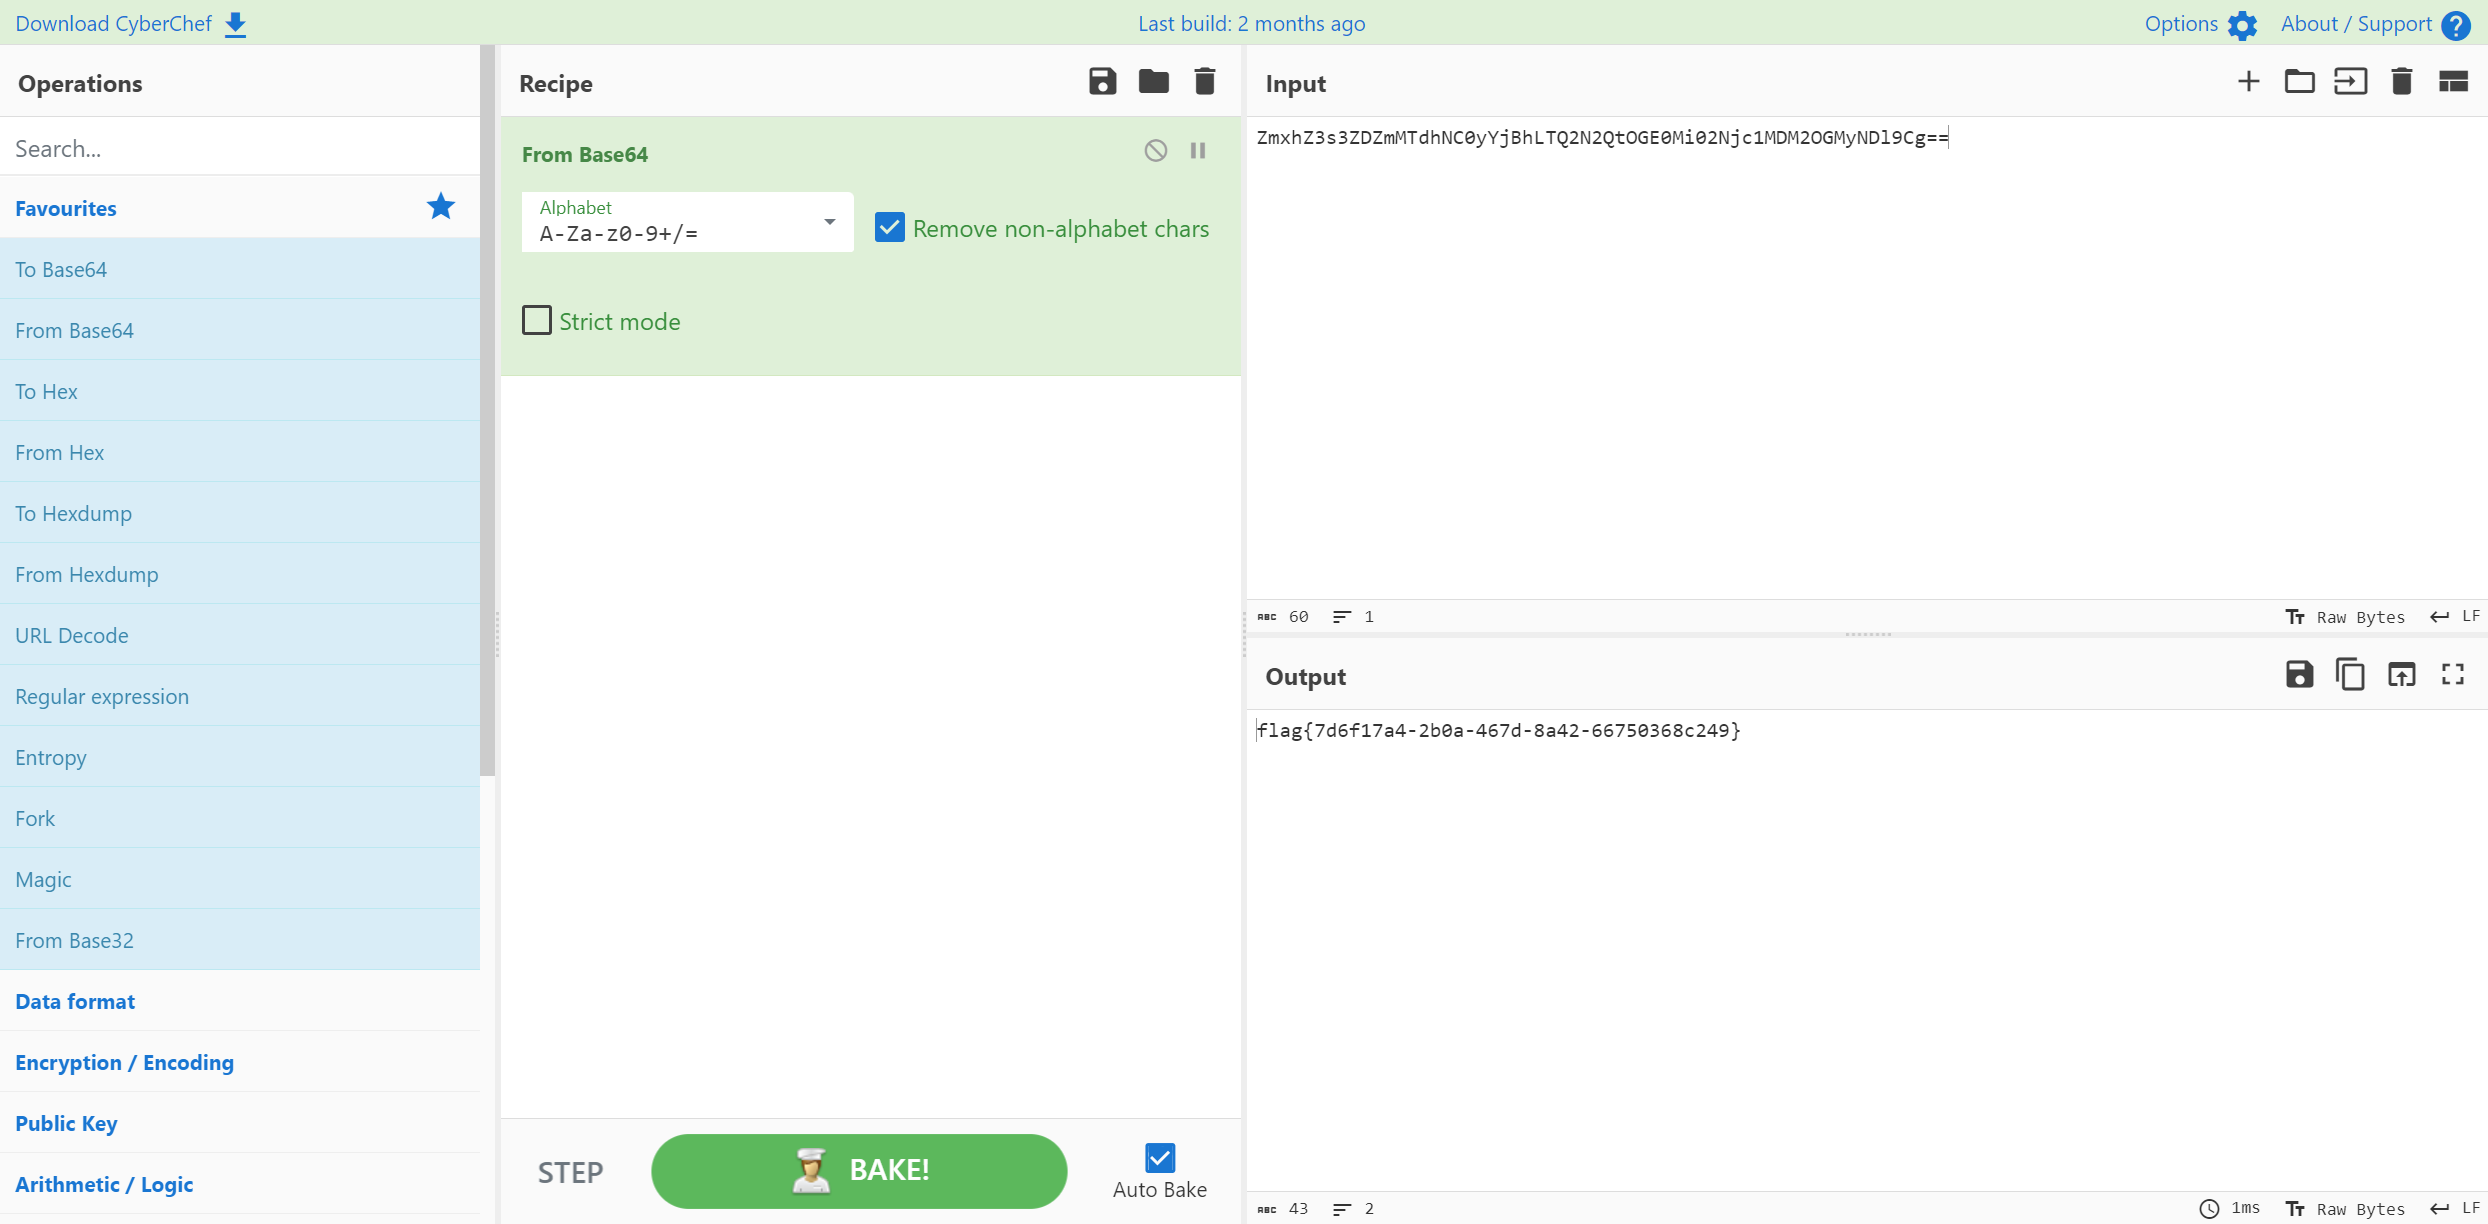 Download CyberChef
Last build: 2 months ago
Options
About / Support
Operations
Search...
Favourites
To Base64
From Base64
To Hex
From Hex
To Hexdump
From Hexdump
URL Decode
Regular expression
Entropy
Fork
Magic
From Base32
Data format
Encryption / Encoding
Public Key
Arithmetic / Logic
Recipe
From Base64
Alphabet
A-Za-z0-9+/=
Remove non-alphabet chars
Strict mode
STEP
BAKE!
Auto Bake
Input
ZmxhZ3s3ZDZmMTdhNC0yYjBhLTQ2N2QtOGE0Mi02Njc1MDM2OGMyNDl9Cg==
ABC 60 1
Tт Raw Bytes LF
Output
flag{7d6f17a4-2b0a-467d-8a42-66750368c249}
ABC 43 2
1ms Tт Raw Bytes LF